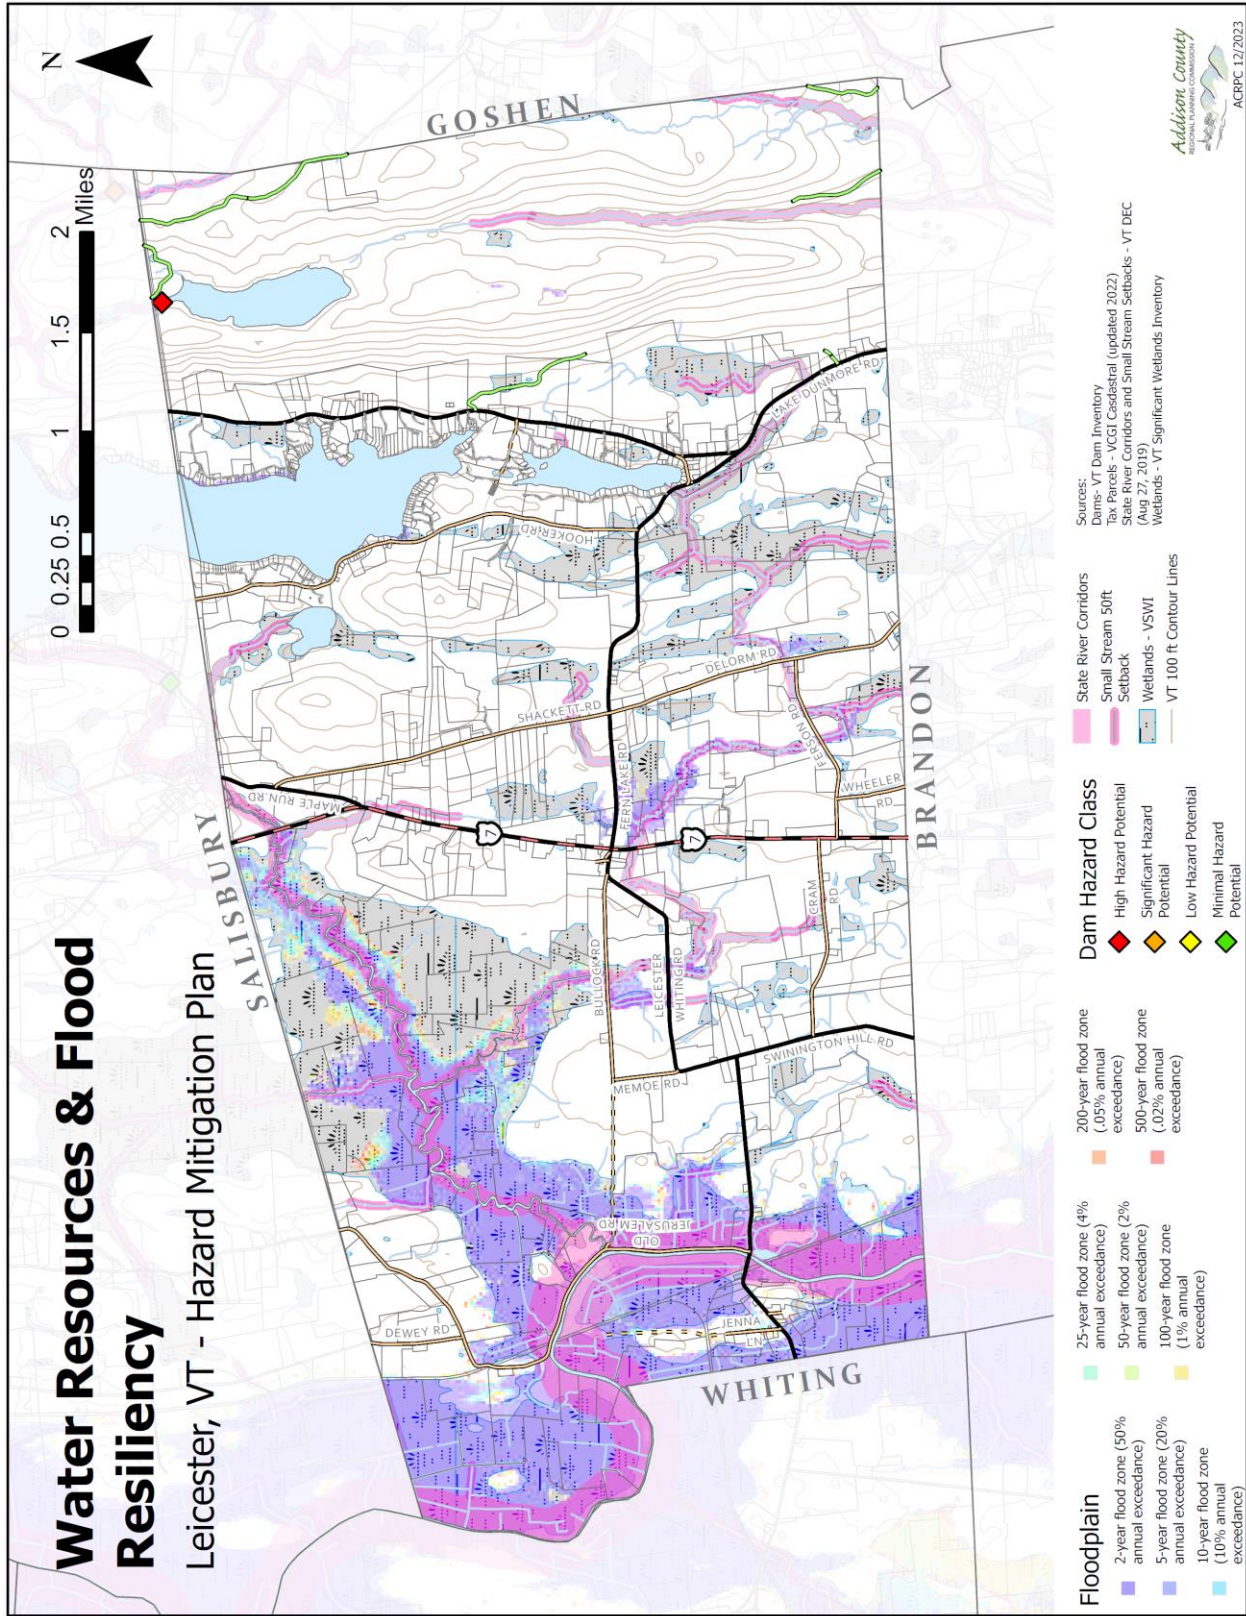 Water Resources & Flood
Resiliency
Leicester, VT - Hazard Mitigation Plan
0 0.25 0.5 1 1.5 2
Miles
N
SALISBURY
GOSHEN
WHITING
BRANDON
DEWEY RD
OLD
JERUSALEM RD
JENNA
LN
MEMOE RD
BULLOCK RD
LEICESTER
WHITING RD
SWININGTON HILL RD
CRAM
RD
MAPLE RUN RD
7
7
FERN LAKE RD
SHACKETT RD
DELORM RD
FERSON RD
WHEELER
RD
HOOKER RD
LAKE DUNMORE RD
Floodplain
2-year flood zone (50%
annual exceedance)
5-year flood zone (20%
annual exceedance)
10-year flood zone
(10% annual
exceedance)
25-year flood zone (4%
annual exceedance)
50-year flood zone (2%
annual exceedance)
100-year flood zone
(1% annual
exceedance)
200-year flood zone
(.05% annual
exceedance)
500-year flood zone
(.02% annual
exceedance)
Dam Hazard Class
High Hazard Potential
Significant Hazard
Potential
Low Hazard Potential
Minimal Hazard
Potential
State River Corridors
Small Stream 50ft
Setback
Wetlands - VSWI
VT 100 ft Contour Lines
Sources:
Dams- VT Dam Inventory
Tax Parcels - VCGI Casdastral (updated 2022)
State River Corridors and Small Stream Setbacks - VT DEC
(Aug 27, 2019)
Wetlands - VT Significant Wetlands Inventory
Addison County
REGIONAL PLANNING COMMISSION
ACRPC 12/2023